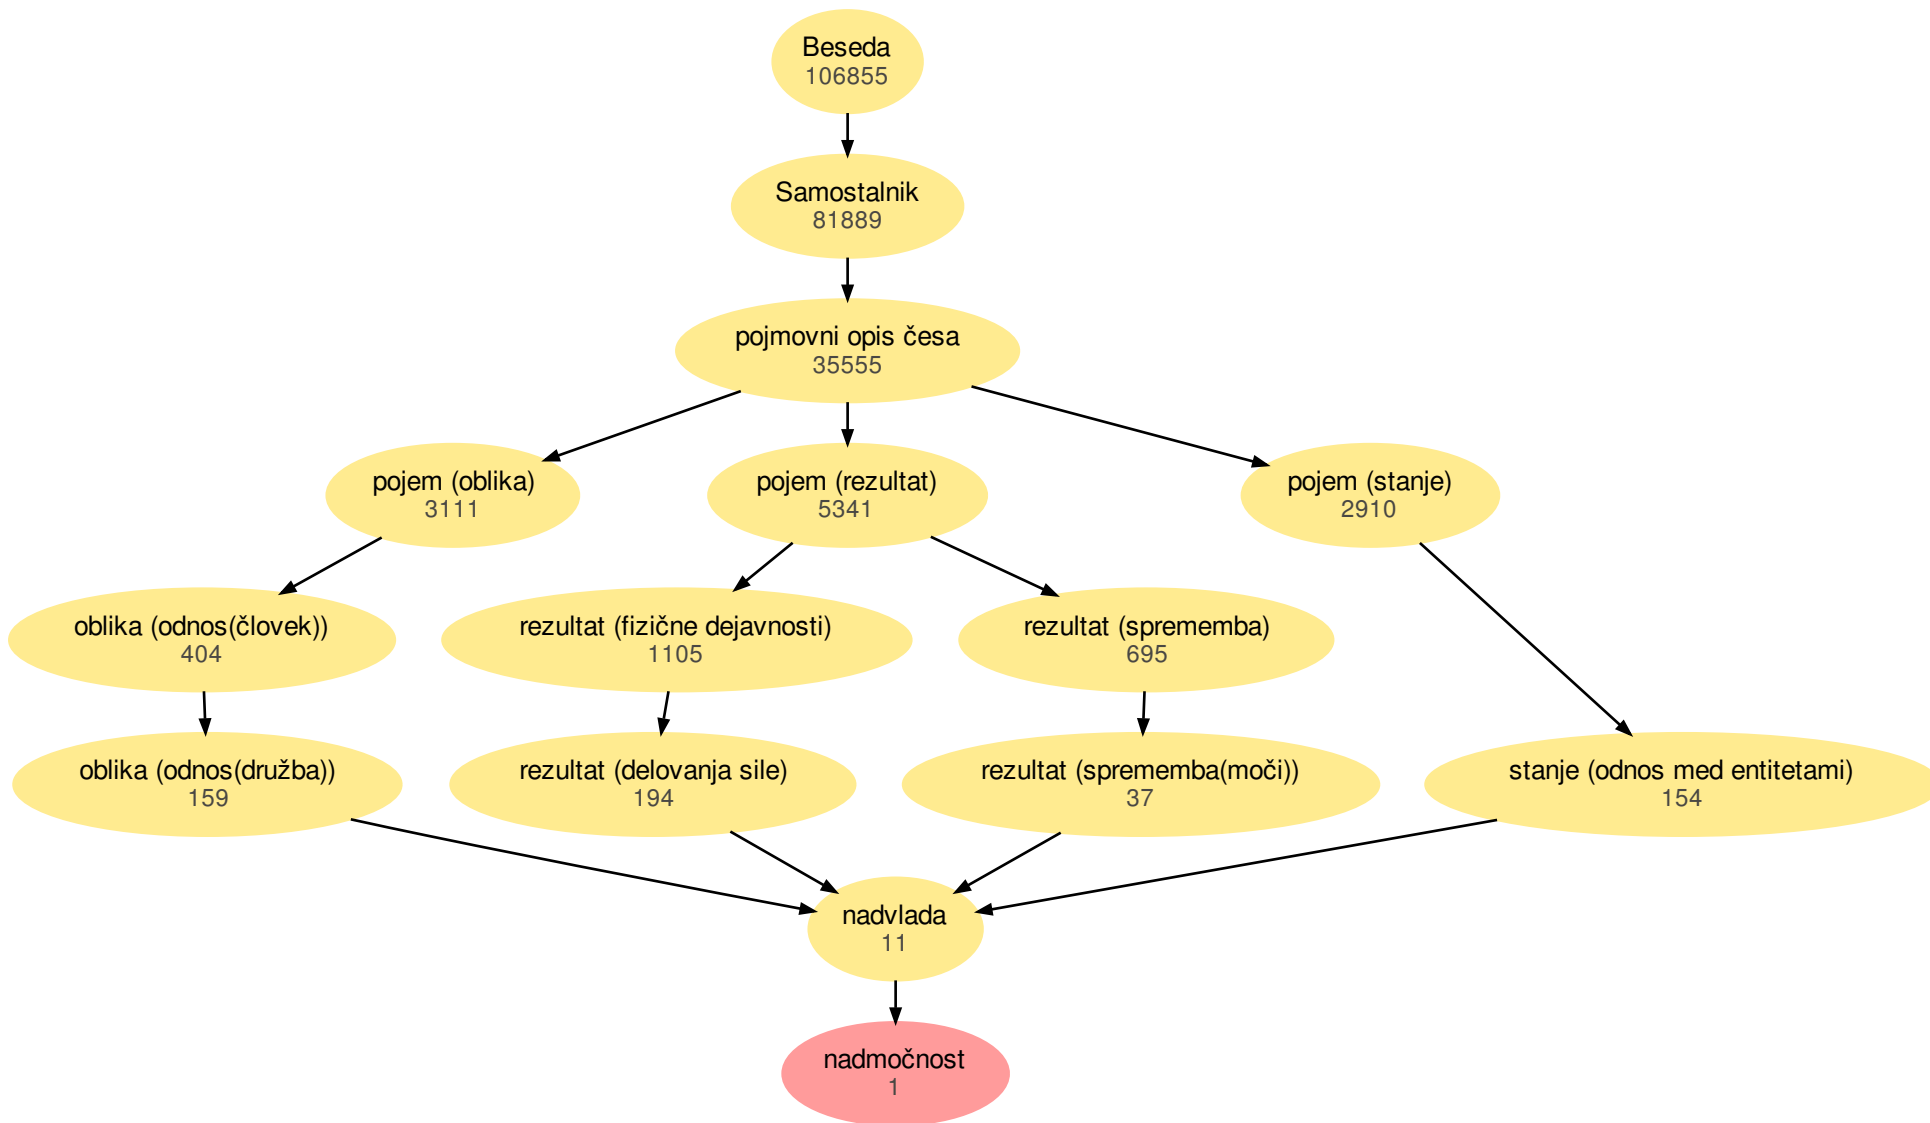 Beseda
106855
Samostalnik
81889
pojmovni opis česa
35555
pojem (oblika)
3111
pojem (rezultat)
5341
pojem (stanje)
2910
oblika (odnos(človek))
404
rezultat (fizične dejavnosti)
1105
rezultat (sprememba)
695
oblika (odnos(družba))
159
rezultat (delovanja sile)
194
rezultat (sprememba(moči))
37
stanje (odnos med entitetami)
154
nadvlada
11
nadmočnost
1